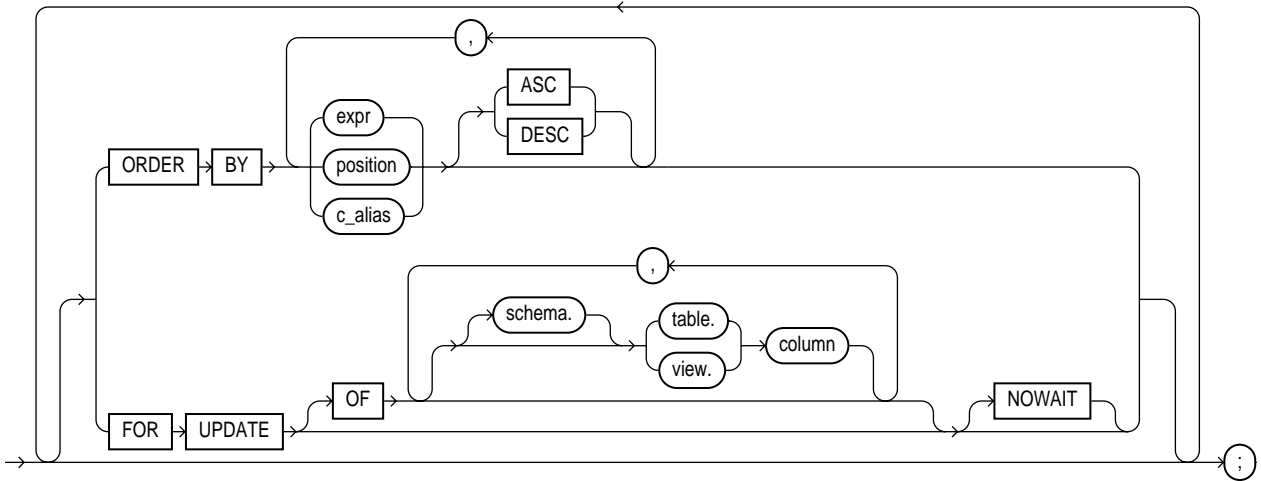 ,
ASC
expr
DESC
ORDER BY position
c_alias
,
schema. table.
column
view.
OF NOWAIT
FOR UPDATE
;